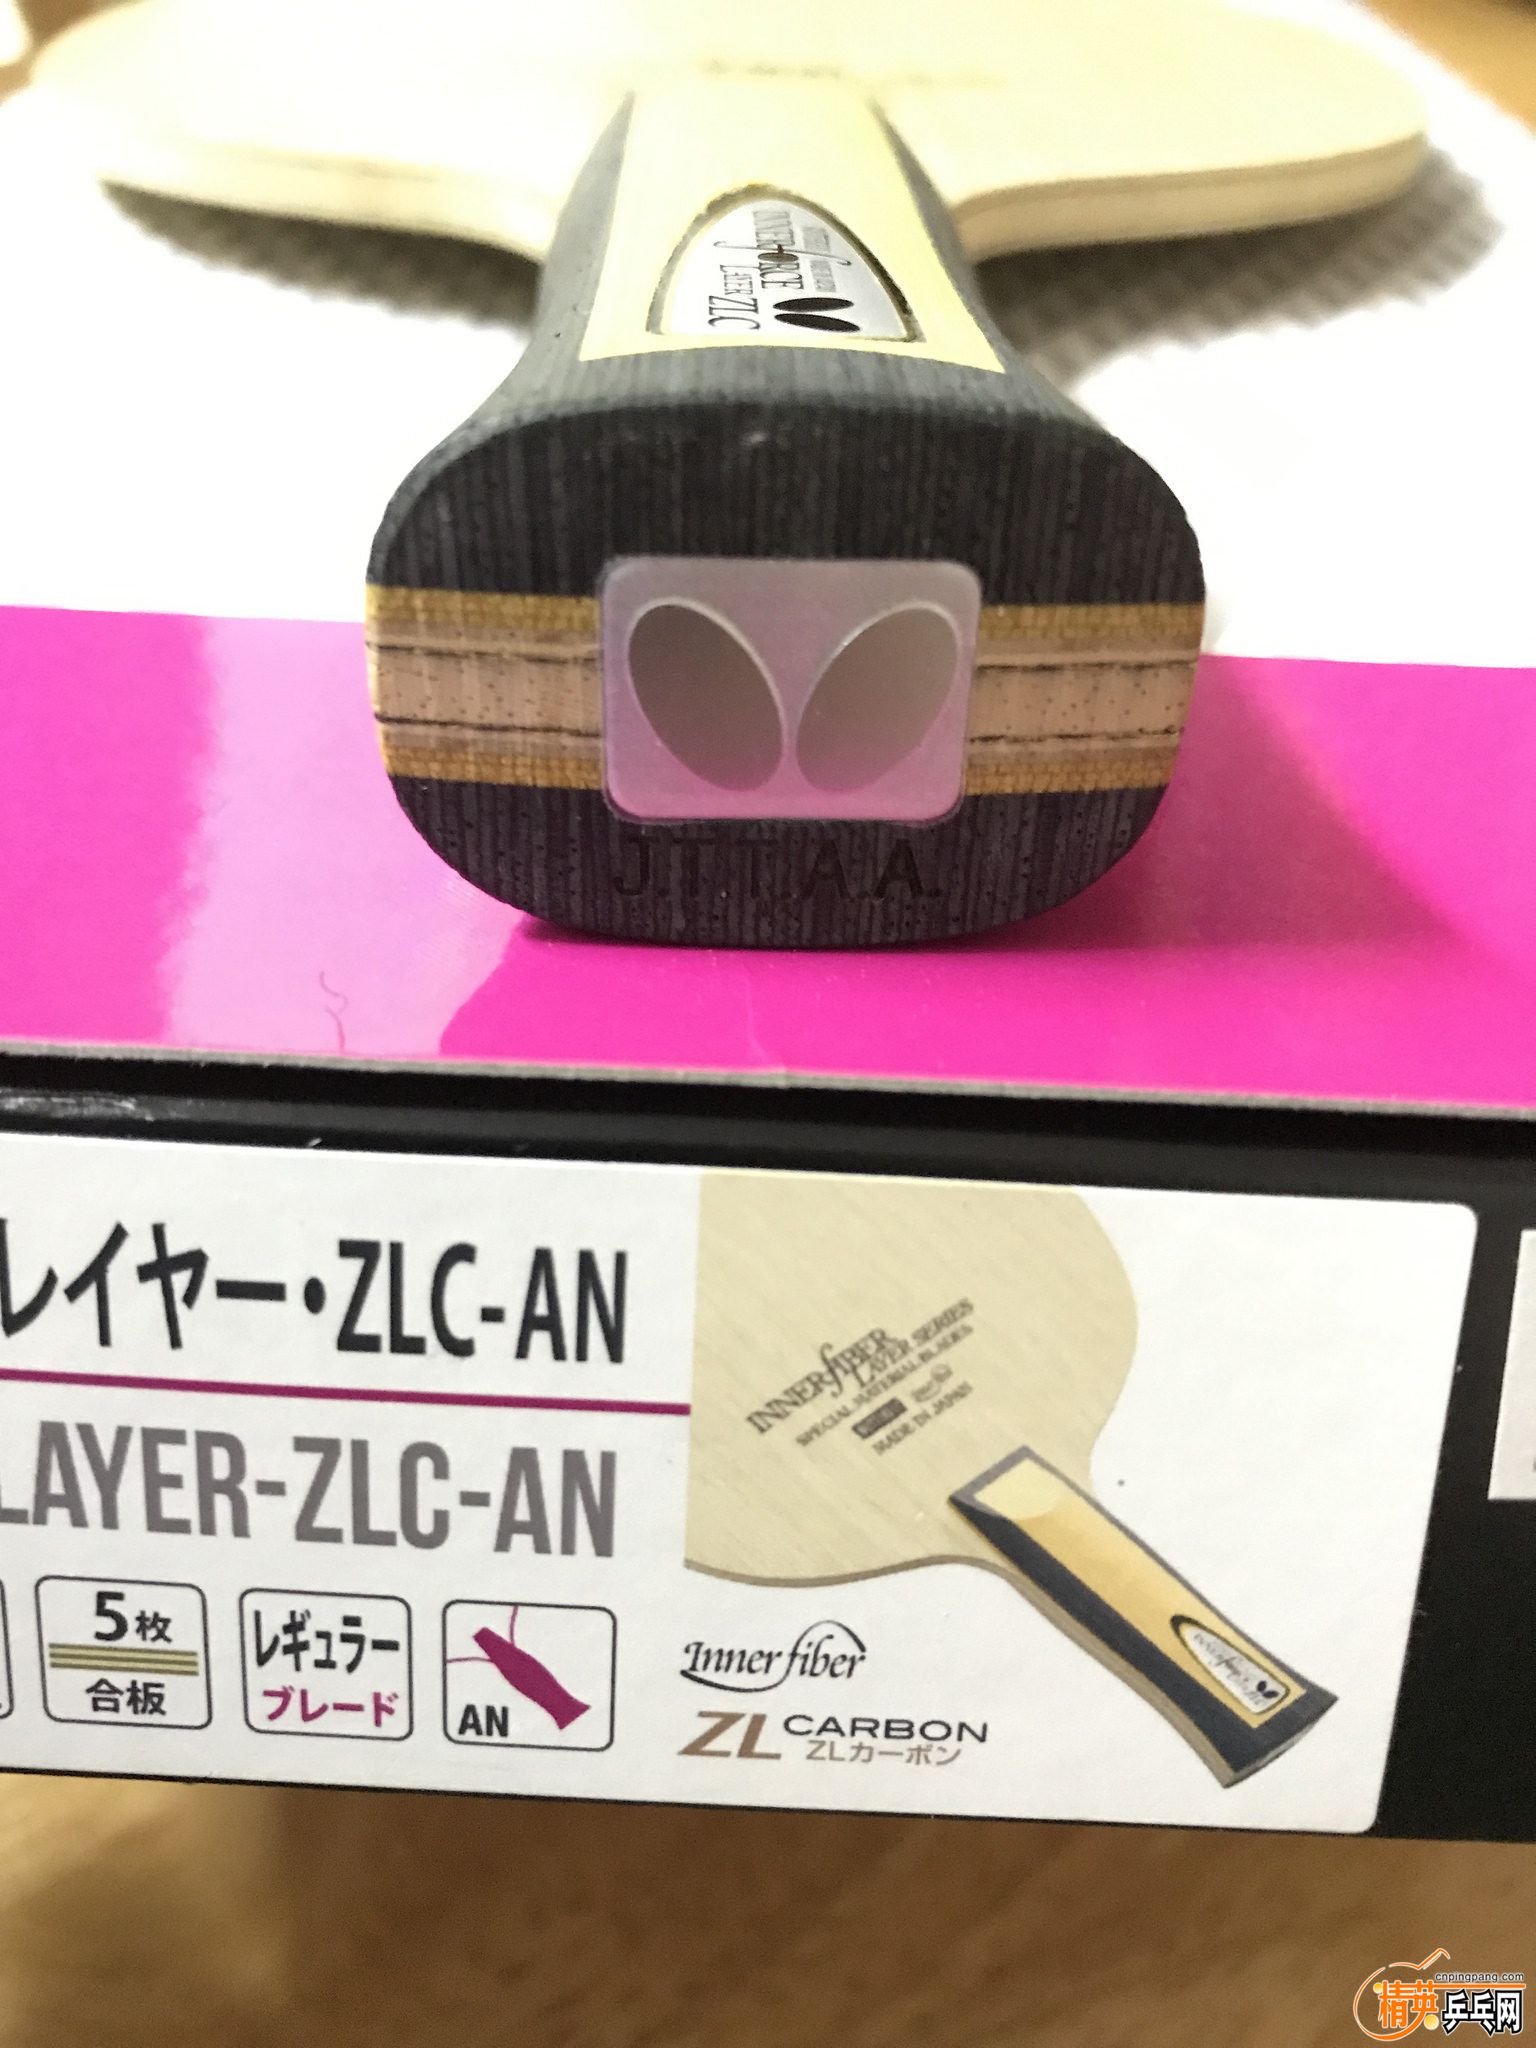 INNERfORCE
LAYER ZLC
J.T.T.A.A.
レイヤー・ZLC-AN
LAYER-ZLC-AN
5枚
合板
レギュラー
ブレード
AN
INNERfIBER
LAYER SERIES
SPECIAL MATERIAL BLADES
MADE IN JAPAN
Innerfiber
ZL CARBON
ZLカーボン
cnpingpang.com
精英乒乓网